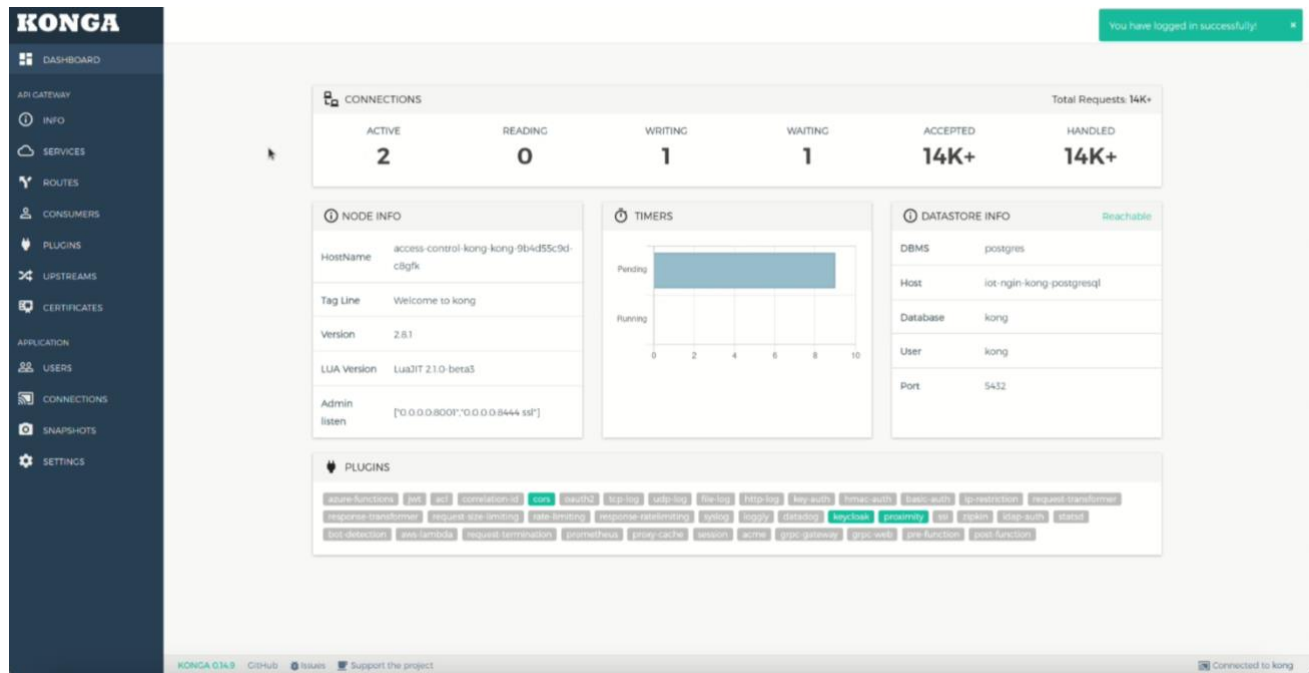 KONGA
You have logged in successfully! ×
DASHBOARD
API GATEWAY
INFO
SERVICES
ROUTES
CONSUMERS
PLUGINS
UPSTREAMS
CERTIFICATES
APPLICATION
USERS
CONNECTIONS
SNAPSHOTS
SETTINGS
CONNECTIONS Total Requests: 14K+
ACTIVE READING WRITING WAITING ACCEPTED HANDLED
2 0 1 1 14K+ 14K+
NODE INFO
HostName access-control-kong-kong-9b4d55c9d-
c8gfk
Tag Line Welcome to kong
Version 2.8.1
LUA Version LuaJIT 2.1.0-beta3
Admin
listen ["0.0.0.0:8001","0.0.0.0:8444 ssl"]
TIMERS
Pending
Running
0 2 4 6 8 10
DATASTORE INFO Reachable
DBMS postgres
Host iot-ngin-kong-postgresql
Database kong
User kong
Port 5432
PLUGINS
azure-functions jwt acl correlation-id cors oauth2 tcp-log udp-log file-log http-log key-auth hmac-auth basic-auth ip-restriction request-transformer
response-transformer request-size-limiting rate-limiting response-ratelimiting syslog loggly datadog keycloak proximity zipkin ldap-auth statsd
bot-detection aws-lambda request-termination prometheus proxy-cache session acme grpc-gateway grpc-web pre-function post-function
KONGA 0.14.9 GitHub Issues Support the project Connected to kong